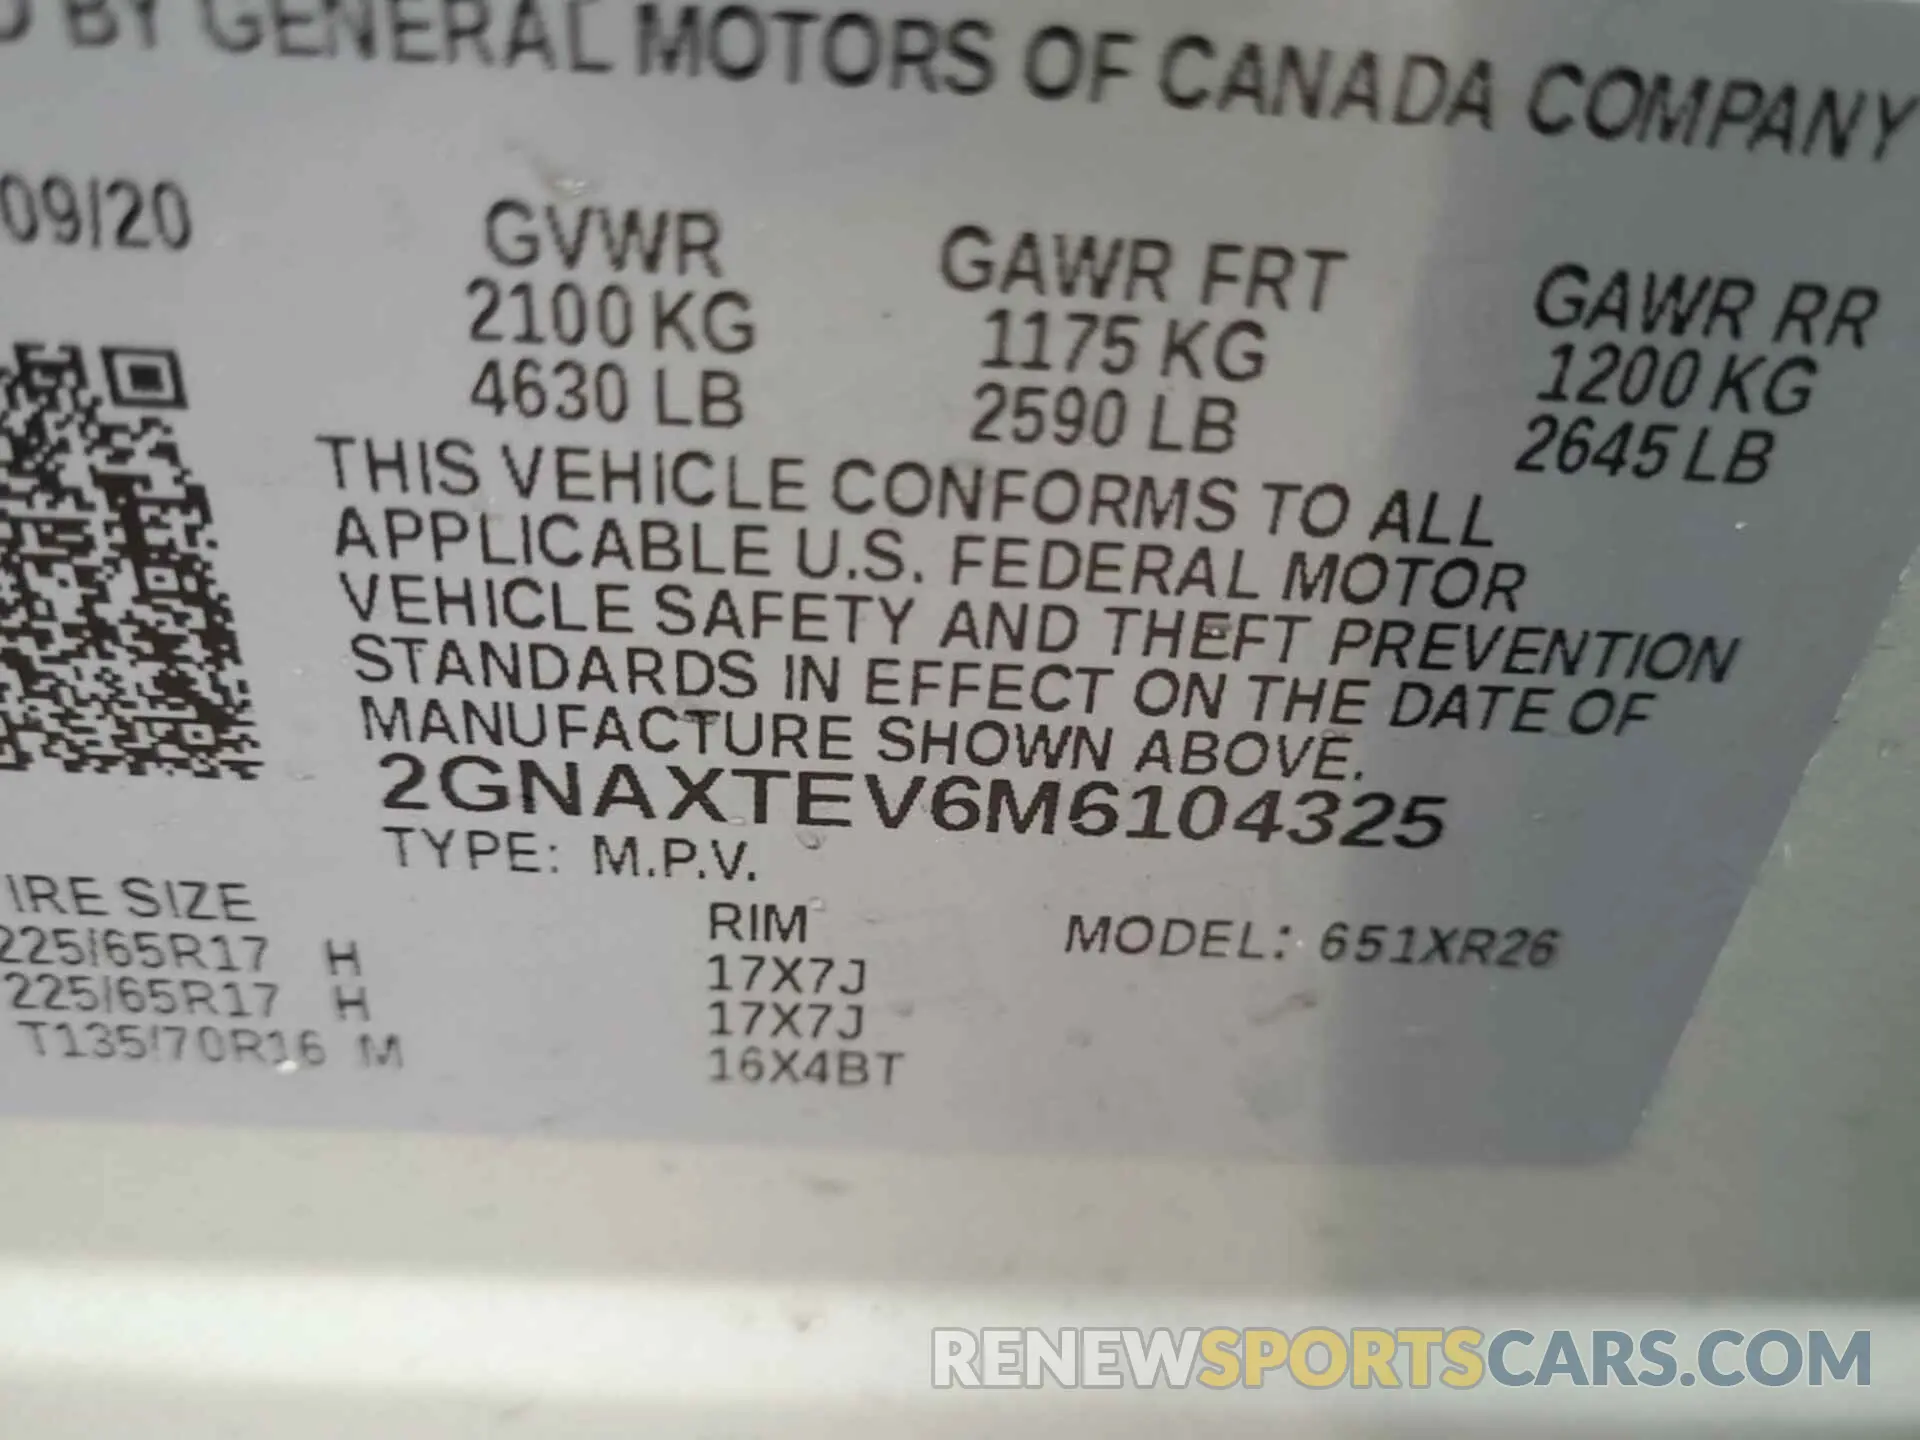 D BY GENERAL MOTORS OF CANADA COMPANY
09/20
GVWR
2100 KG
4630 LB
GAWR FRT
1175 KG
2590 LB
GAWR RR
1200 KG
2645 LB
THIS VEHICLE CONFORMS TO ALL
APPLICABLE U.S. FEDERAL MOTOR
VEHICLE SAFETY AND THEFT PREVENTION
STANDARDS IN EFFECT ON THE DATE OF
MANUFACTURE SHOWN ABOVE.
2GNAXTEV6M6104325
TYPE: M.P.V.
IRE SIZE
225/65R17 H
225/65R17 H
T135/70R16 M
RIM
17X7J
17X7J
16X4BT
MODEL: 651XR26
RENEWSPORTSCARS.COM